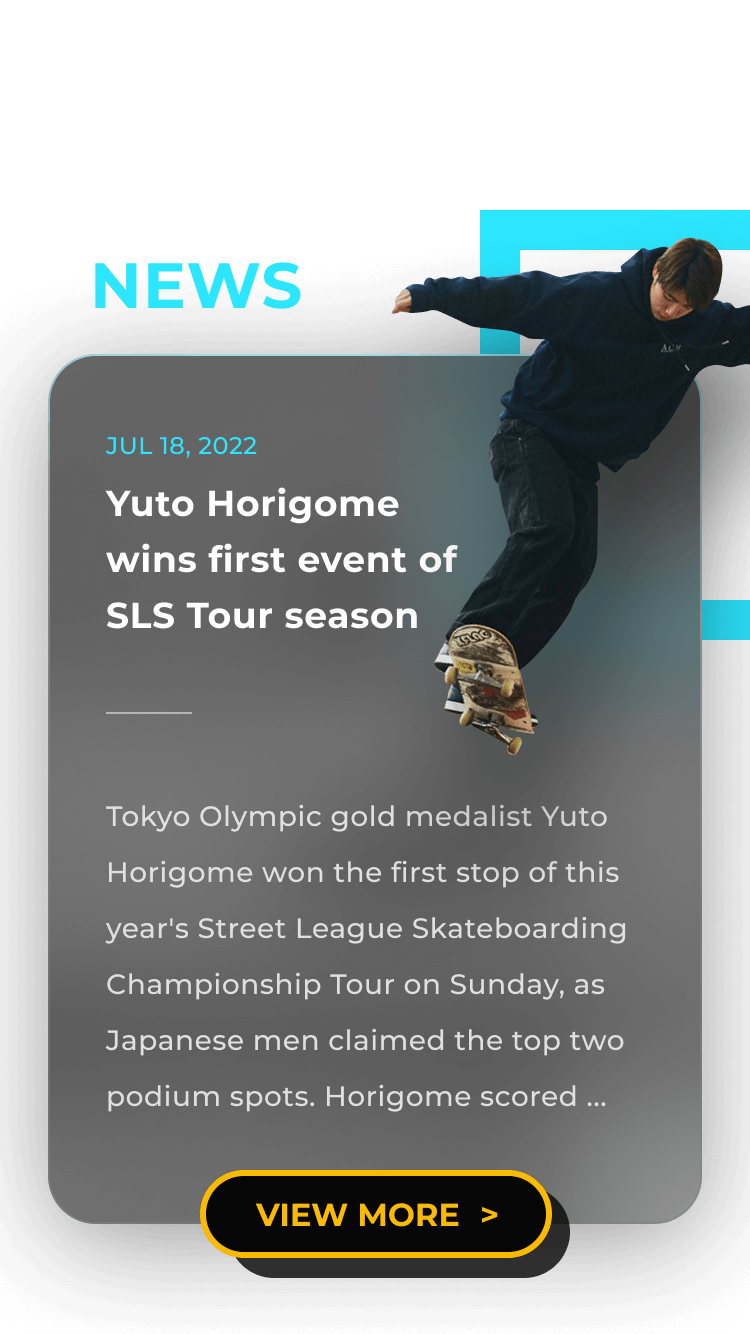 NEWS
JUL 18, 2022
Yuto Horigome
wins first event of
SLS Tour season
Tokyo Olympic gold medalist Yuto
Horigome won the first stop of this
year's Street League Skateboarding
Championship Tour on Sunday, as
Japanese men claimed the top two
podium spots. Horigome scored ...
VIEW MORE >